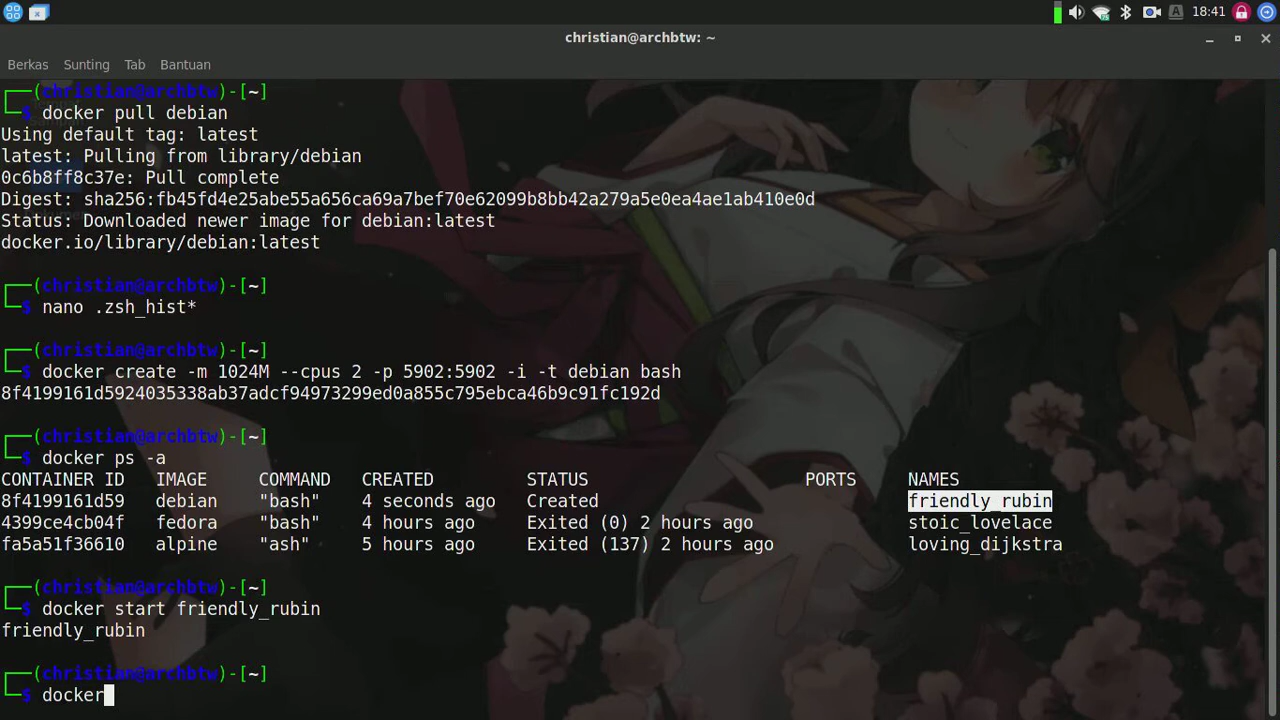 A 18:41
christian@archbtw: ~
Berkas Sunting Tab Bantuan
┌──(christian@archbtw)-[~]
└─$ docker pull debian
Using default tag: latest
latest: Pulling from library/debian
0c6b8ff8c37e: Pull complete
Digest: sha256:fb45fd4e25abe55a656ca69a7bef70e62099b8bb42a279a5e0ea4ae1ab410e0d
Status: Downloaded newer image for debian:latest
docker.io/library/debian:latest
┌──(christian@archbtw)-[~]
└─$ nano .zsh_hist*
┌──(christian@archbtw)-[~]
└─$ docker create -m 1024M --cpus 2 -p 5902:5902 -i -t debian bash
8f4199161d5924035338ab37adcf94973299ed0a855c795ebca46b9c91fc192d
┌──(christian@archbtw)-[~]
└─$ docker ps -a
CONTAINER ID IMAGE COMMAND CREATED STATUS PORTS NAMES
8f4199161d59 debian "bash" 4 seconds ago Created friendly_rubin
4399ce4cb04f fedora "bash" 4 hours ago Exited (0) 2 hours ago stoic_lovelace
fa5a51f36610 alpine "ash" 5 hours ago Exited (137) 2 hours ago loving_dijkstra
┌──(christian@archbtw)-[~]
└─$ docker start friendly_rubin
friendly_rubin
┌──(christian@archbtw)-[~]
└─$ docker